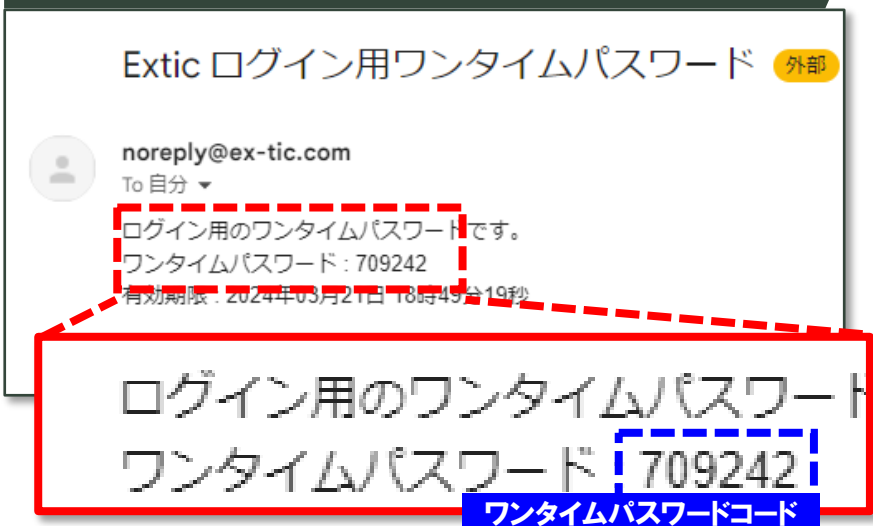 Extic ログイン用ワンタイムパスワード 外部
noreply@ex-tic.com
To 自分
ログイン用のワンタイムパスワードです。
ワンタイムパスワード : 709242
有効期限 : 2024年03月21日 18時49分19秒
ログイン用のワンタイムパスワード
ワンタイムパスワード : 709242
ワンタイムパスワードコード